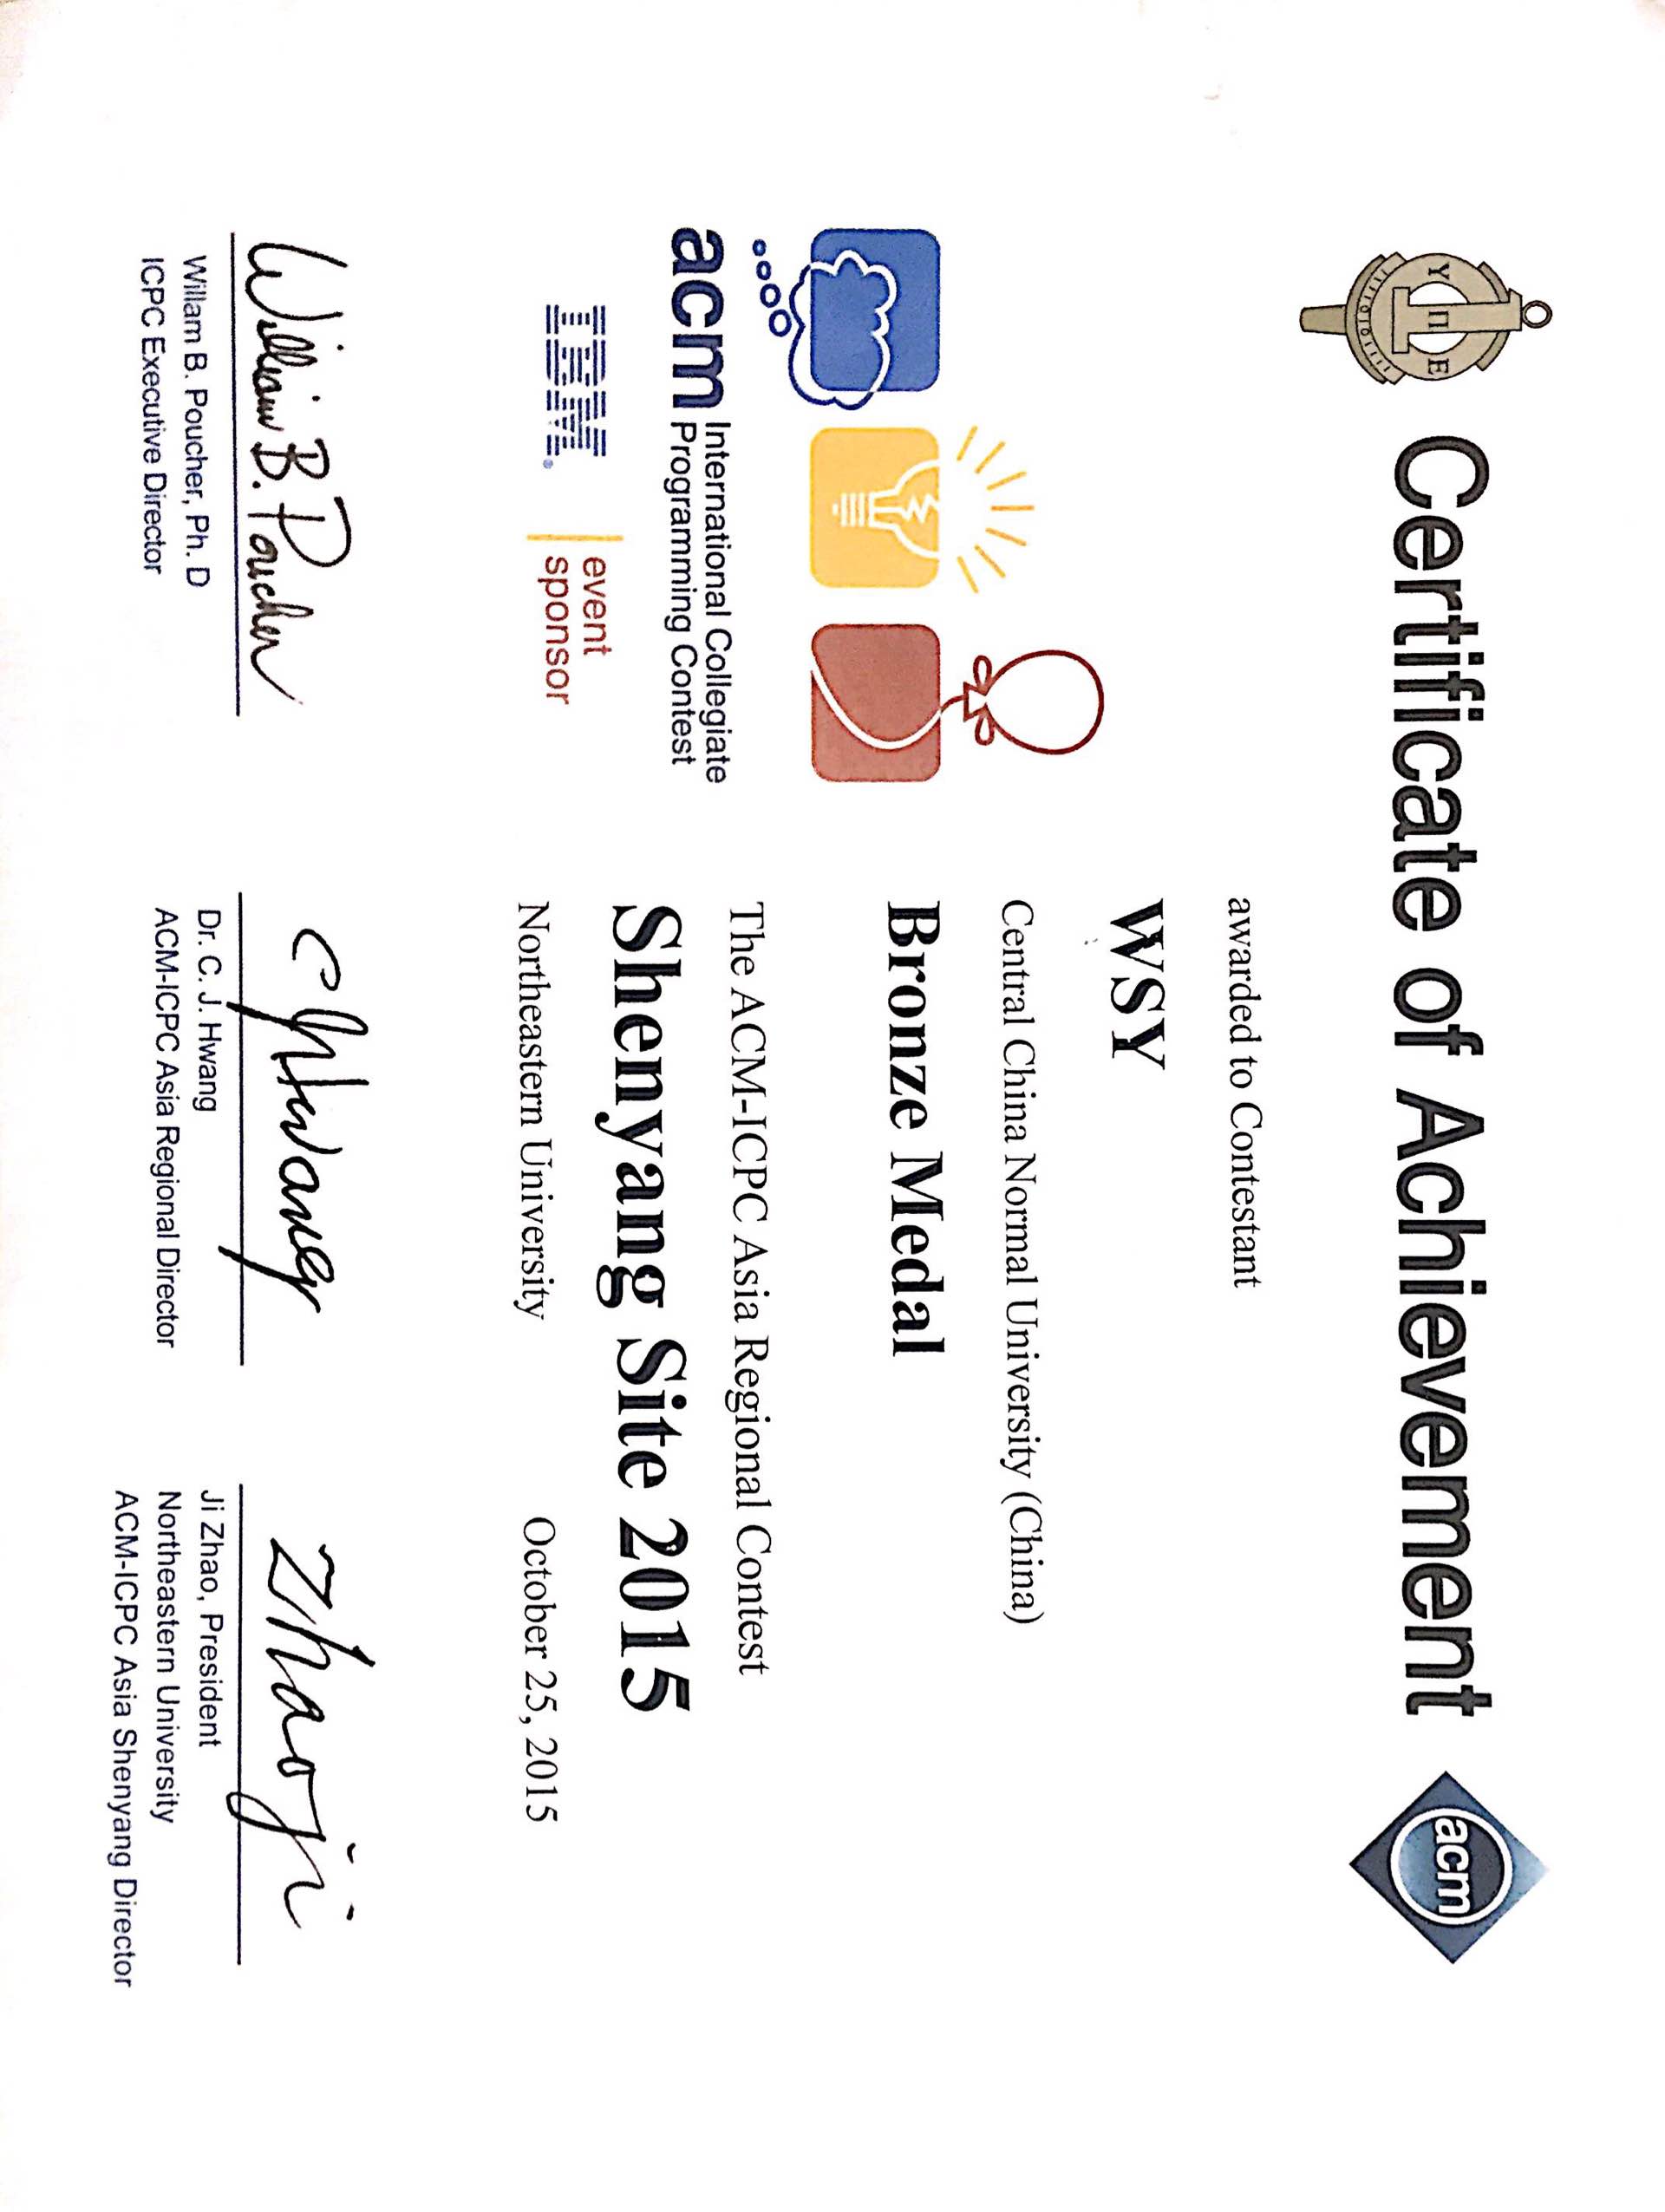 Certificate of Achievement
Υ Π Ε
acm
awarded to Contestant
WSY
Central China Normal University (China)
Bronze Medal
acm International Collegiate
Programming Contest
The ACM-ICPC Asia Regional Contest
Shenyang Site 2015
IBM
event
sponsor
Northeastern University October 25, 2015
William B. Poucher
Willam B. Poucher, Ph. D
ICPC Executive Director
CJHwang
Dr. C. J. Hwang
ACM-ICPC Asia Regional Director
Zhao Ji
Ji Zhao, President
Northeastern University
ACM-ICPC Asia Shenyang Director